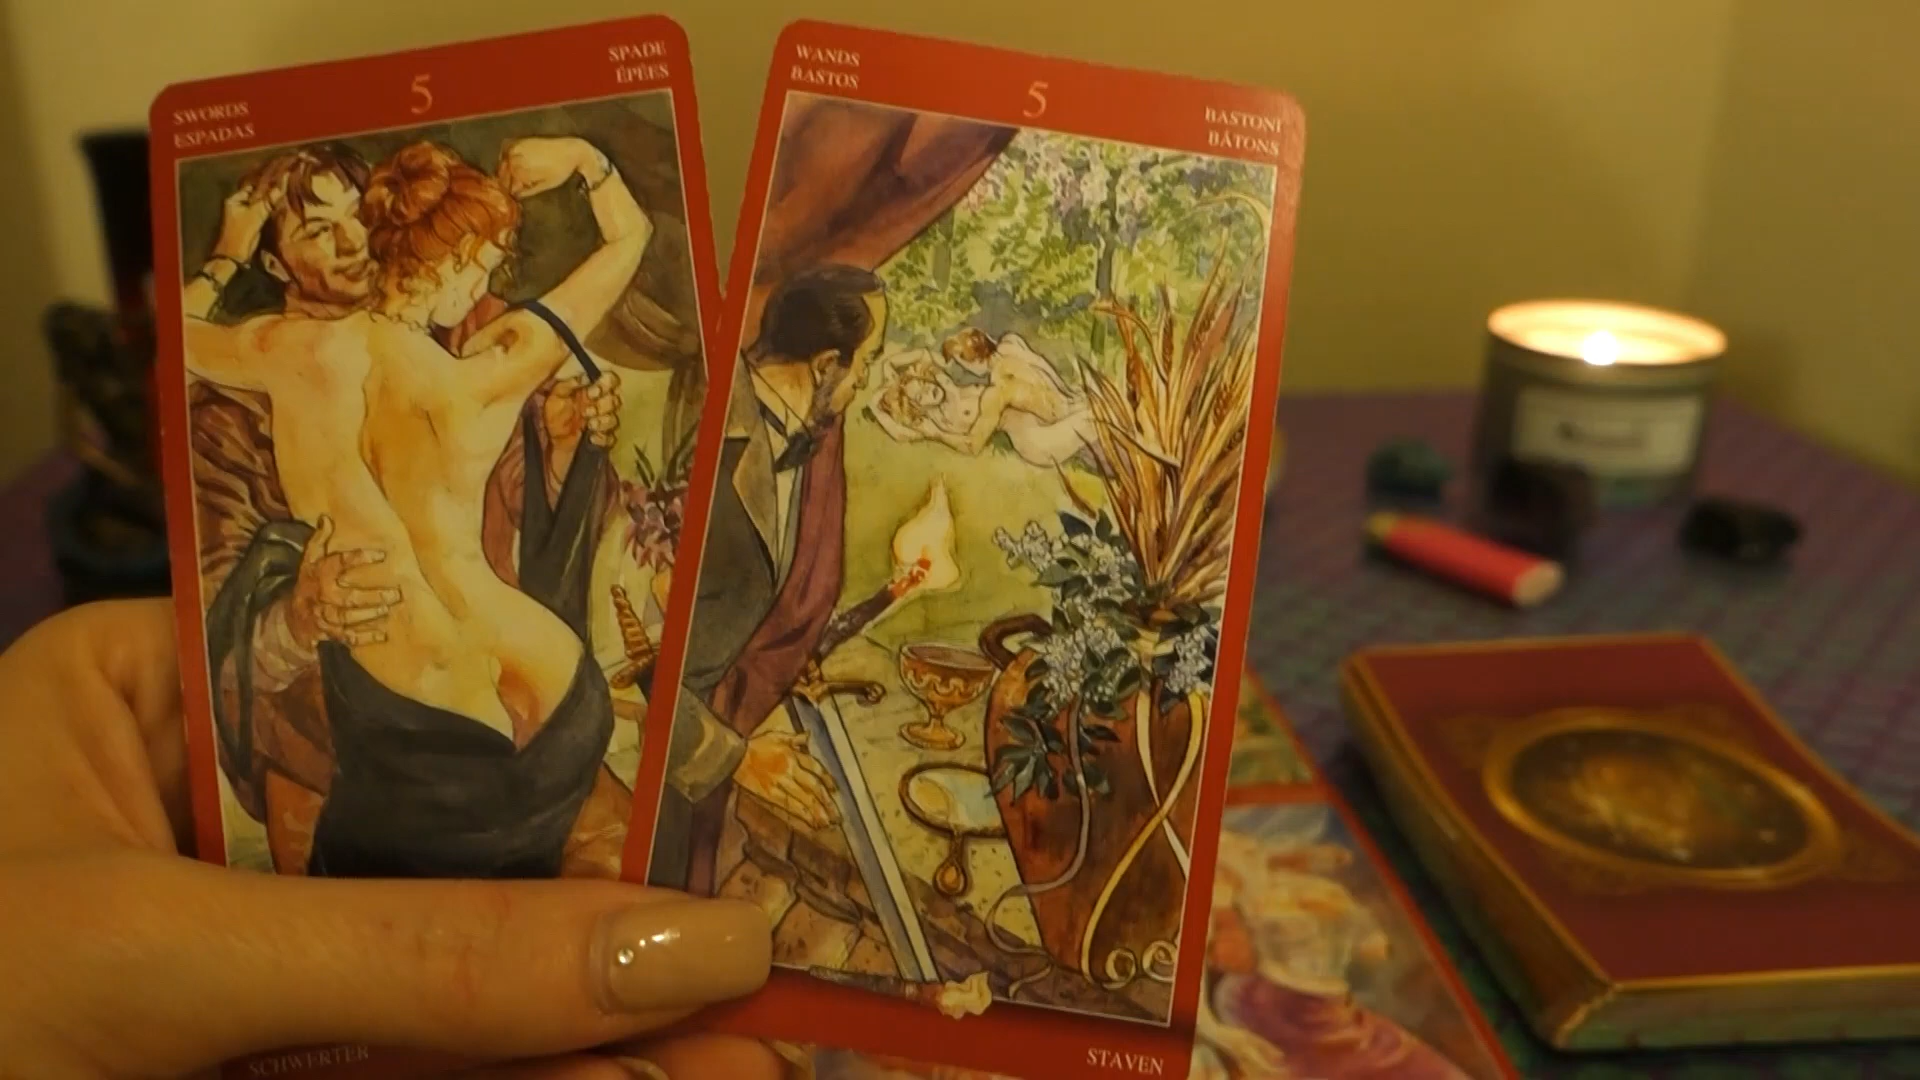 SWORDS
ESPADAS
5
SPADE
ÉPÉES
SCHWERTER
WANDS
BASTOS
5
BASTONI
BÂTONS
STAVEN